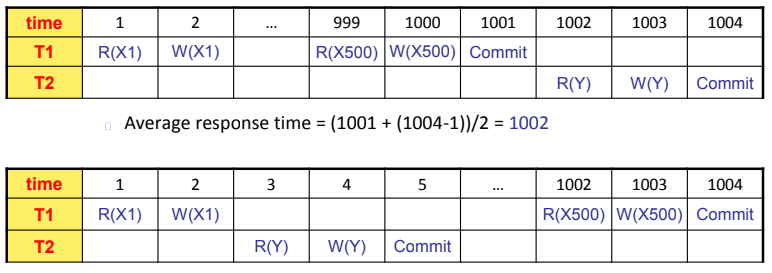 time 1 2 ... 999 1000 1001 1002 1003 1004
T1 R(X1) W(X1) R(X500) W(X500) Commit
T2 R(Y) W(Y) Commit
Average response time = (1001 + (1004-1))/2 = 1002
time 1 2 3 4 5 ... 1002 1003 1004
T1 R(X1) W(X1) R(X500) W(X500) Commit
T2 R(Y) W(Y) Commit